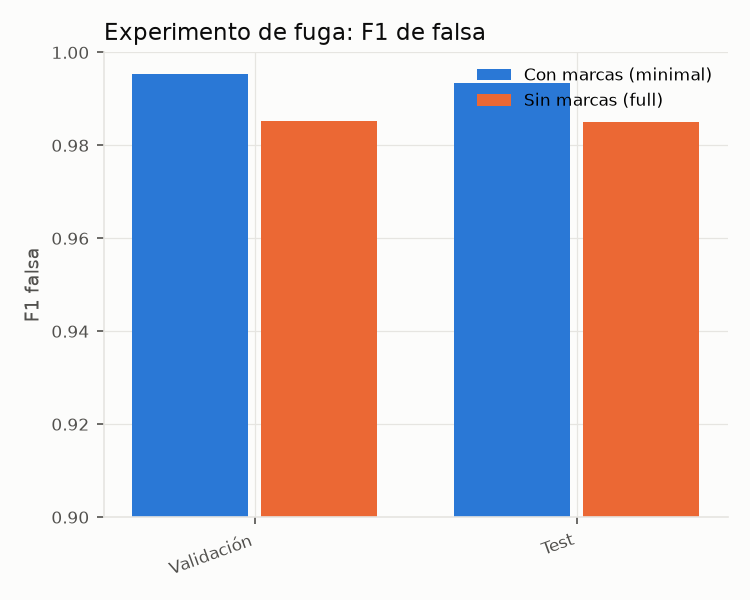 Experimento de fuga: F1 de falsa
1.00
0.98
0.96
0.94
0.92
0.90
F1 falsa
Con marcas (minimal)
Sin marcas (full)
Validación
Test